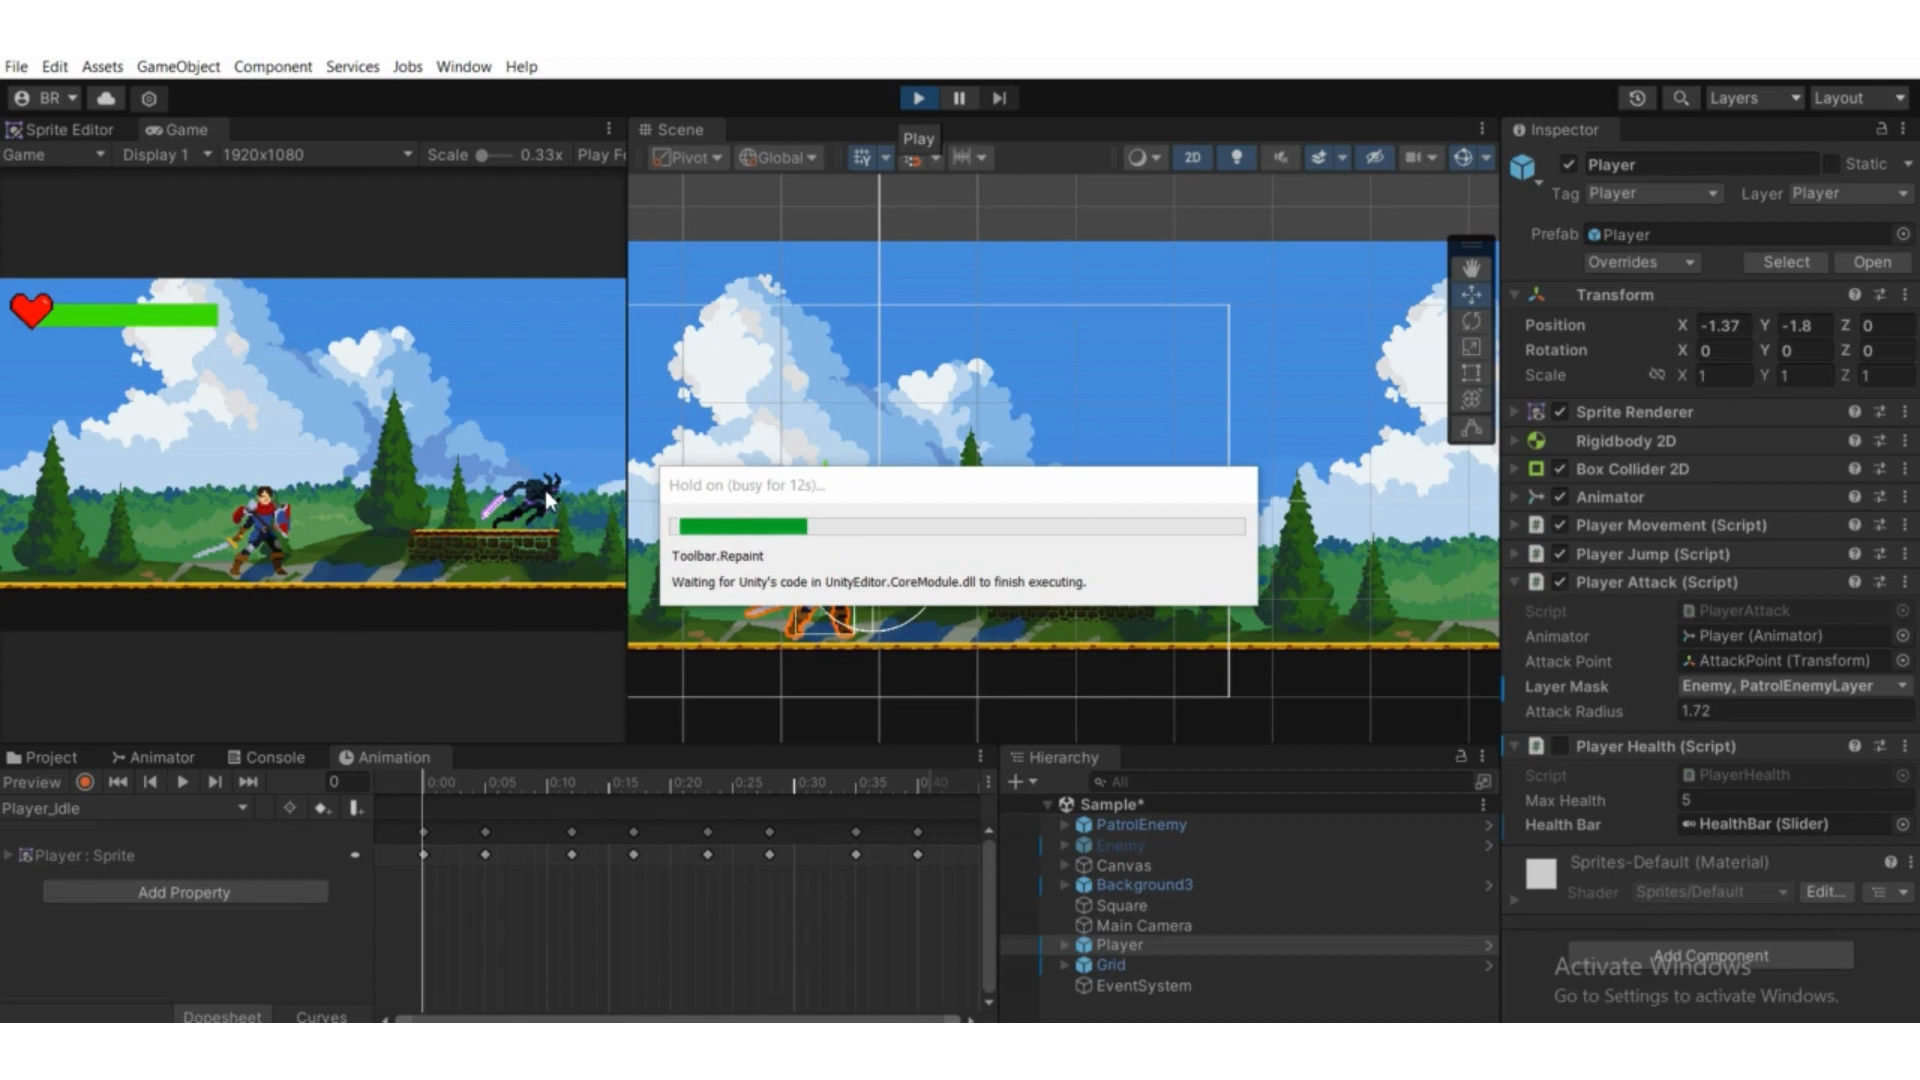 File Edit Assets GameObject Component Services Jobs Window Help
BR Layers Layout
Sprite Editor Game Scene Play Inspector
Game Display 1 1920x1080 Scale 0.33x Play F Pivot Global 2D
Player Static
Tag Player Layer Player
Prefab Player
Overrides Select Open
Transform
Position X -1.37 Y -1.8 Z 0
Rotation X 0 Y 0 Z 0
Scale X 1 Y 1 Z 1
Sprite Renderer
Rigidbody 2D
Box Collider 2D
Animator
Player Movement (Script)
Player Jump (Script)
Player Attack (Script)
Script PlayerAttack
Animator Player (Animator)
Attack Point AttackPoint (Transform)
Layer Mask Enemy, PatrolEnemyLayer
Attack Radius 1.72
Player Health (Script)
Script PlayerHealth
Max Health 5
Health Bar HealthBar (Slider)
Sprites-Default (Material)
Shader Sprites/Default Edit...
Add Component
Activate Windows
Go to Settings to activate Windows.
Hold on (busy for 12s)...
Toolbar.Repaint
Waiting for Unity's code in UnityEditor.CoreModule.dll to finish executing.
Project Animator Console Animation
Preview 0 0:00 0:05 0:10 0:15 0:20 0:25 0:30 0:35 0:40
Player_Idle
Player : Sprite
Add Property
Dopesheet Curves
Hierarchy
All
Sample*
PatrolEnemy
Enemy
Canvas
Background3
Square
Main Camera
Player
Grid
EventSystem